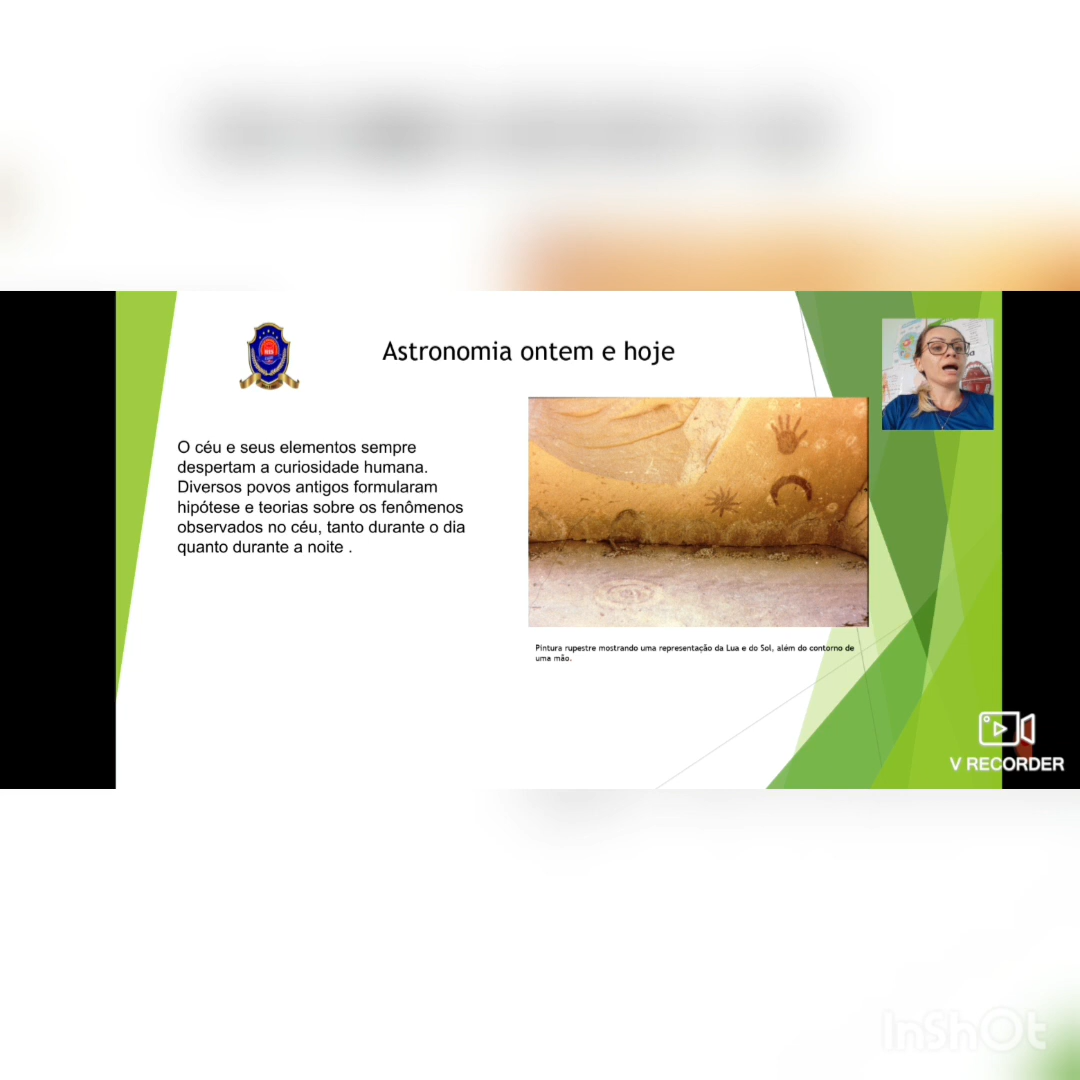 Astronomia ontem e hoje
O céu e seus elementos sempre
despertam a curiosidade humana.
Diversos povos antigos formularam
hipótese e teorias sobre os fenômenos
observados no céu, tanto durante o dia
quanto durante a noite .
Pintura rupestre mostrando uma representação da Lua e do Sol, além do contorno de
uma mão.
V RECORDER
InShOt